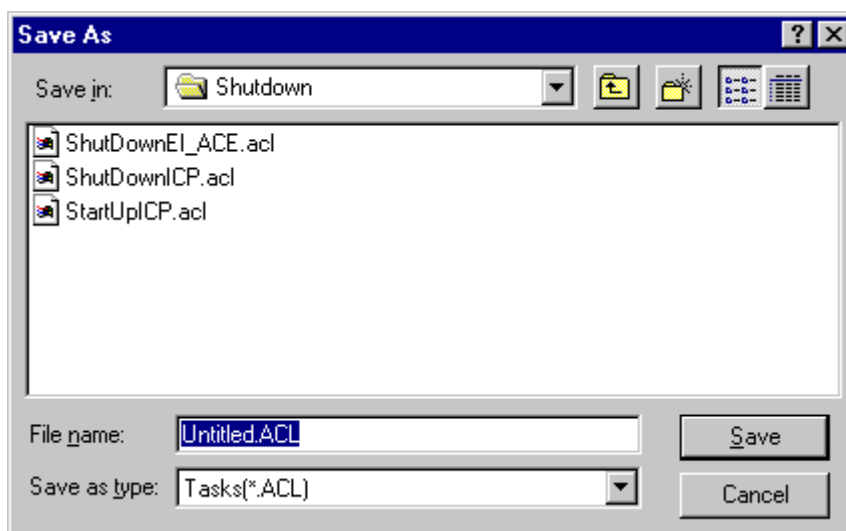 Save As
Save in: Shutdown
ShutDownEI_ACE.acl
ShutDownICP.acl
StartUpICP.acl
File name: Untitled.ACL Save
Save as type: Tasks(*.ACL) Cancel